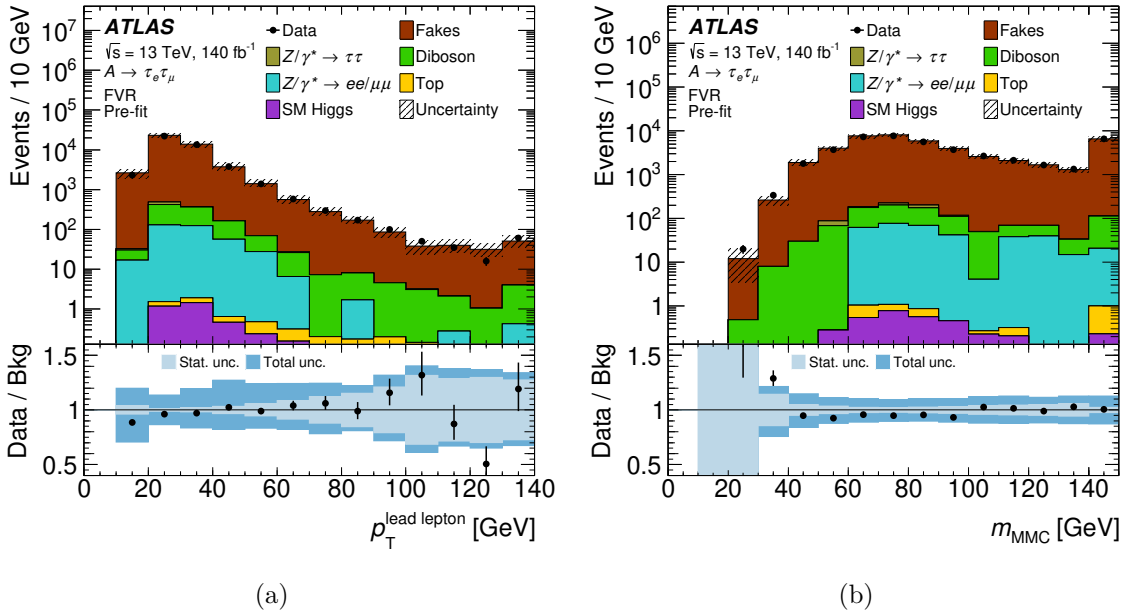 ATLAS
√s = 13 TeV, 140 fb⁻¹
A → τₑτ_μ
FVR
Pre-fit
Data
Z/γ* → ττ
Z/γ* → ee/μμ
SM Higgs
Fakes
Diboson
Top
Uncertainty
Events / 10 GeV
10⁷
10⁶
10⁵
10⁴
10³
10²
10
1
Data / Bkg
1.5
1
0.5
Stat. unc.
Total unc.
0 20 40 60 80 100 120 140
p_T^lead lepton [GeV]
(a)
ATLAS
√s = 13 TeV, 140 fb⁻¹
A → τₑτ_μ
FVR
Pre-fit
Data
Z/γ* → ττ
Z/γ* → ee/μμ
SM Higgs
Fakes
Diboson
Top
Uncertainty
Events / 10 GeV
10⁷
10⁶
10⁵
10⁴
10³
10²
10
1
Data / Bkg
1.5
1
0.5
Stat. unc.
Total unc.
0 20 40 60 80 100 120 140
m_MMC [GeV]
(b)